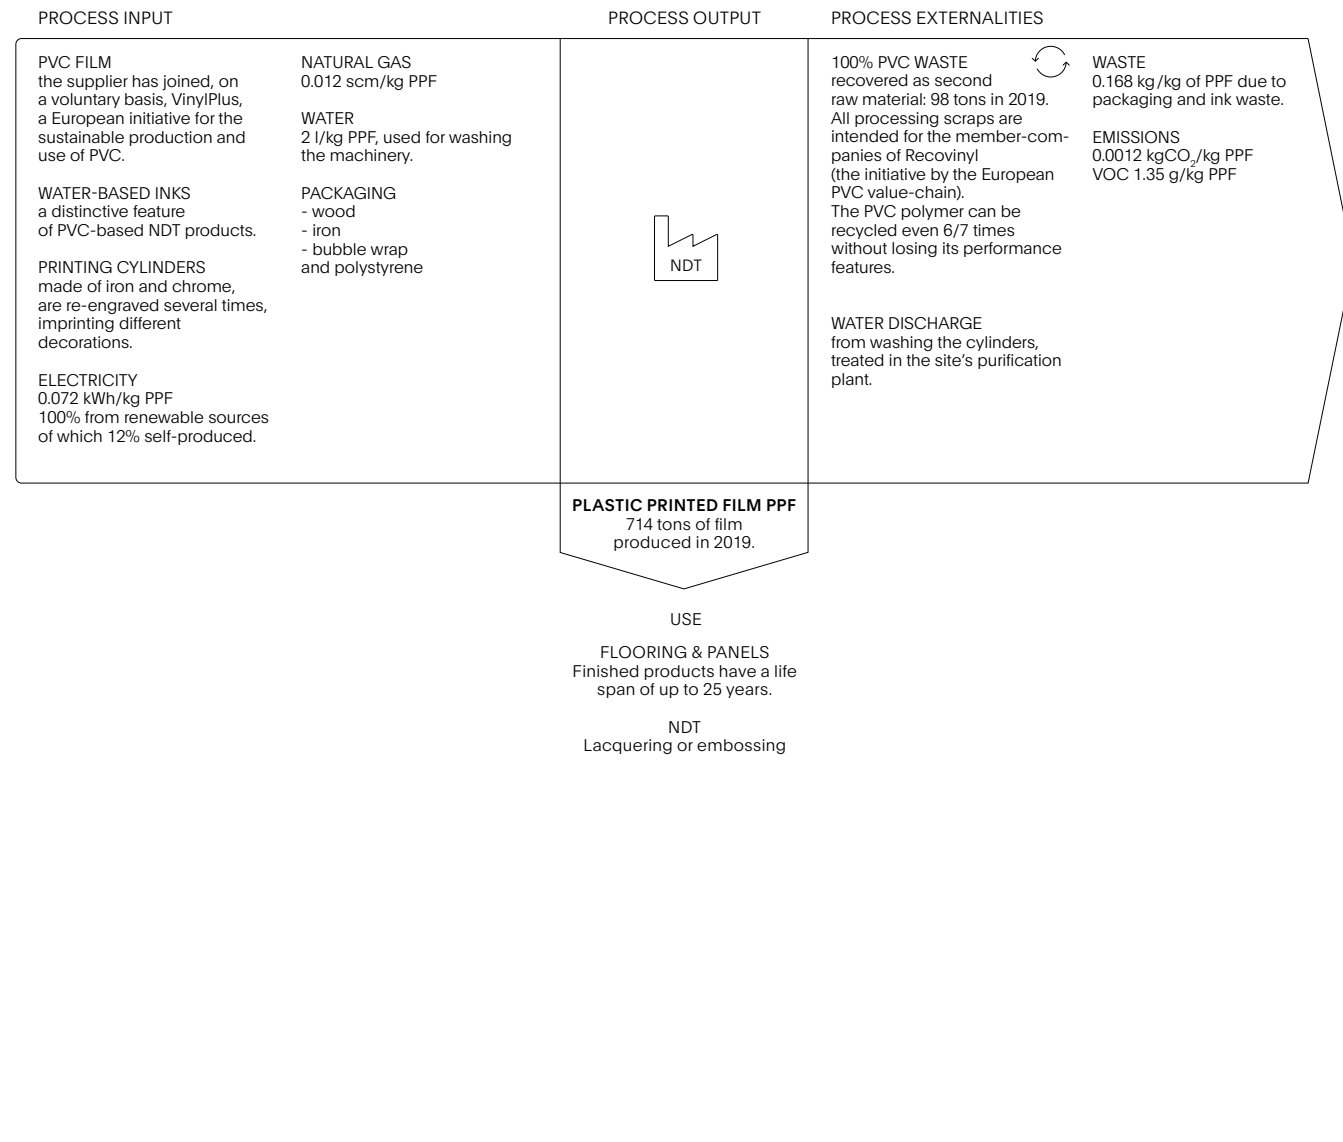 PROCESS INPUT
PROCESS OUTPUT
PROCESS EXTERNALITIES
PVC FILM
the supplier has joined, on
a voluntary basis, VinylPlus,
a European initiative for the
sustainable production and
use of PVC.
WATER-BASED INKS
a distinctive feature
of PVC-based NDT products.
PRINTING CYLINDERS
made of iron and chrome,
are re-engraved several times,
imprinting different
decorations.
ELECTRICITY
0.072 kWh/kg PPF
100% from renewable sources
of which 12% self-produced.
NATURAL GAS
0.012 scm/kg PPF
WATER
2 l/kg PPF, used for washing
the machinery.
PACKAGING
- wood
- iron
- bubble wrap
and polystyrene
NDT
PLASTIC PRINTED FILM PPF
714 tons of film
produced in 2019.
USE
FLOORING & PANELS
Finished products have a life
span of up to 25 years.
NDT
Lacquering or embossing
100% PVC WASTE
recovered as second
raw material: 98 tons in 2019.
All processing scraps are
intended for the member-com-
panies of Recovinyl
(the initiative by the European
PVC value-chain).
The PVC polymer can be
recycled even 6/7 times
without losing its performance
features.
WATER DISCHARGE
from washing the cylinders,
treated in the site's purification
plant.
WASTE
0.168 kg/kg of PPF due to
packaging and ink waste.
EMISSIONS
0.0012 kgCO₂/kg PPF
VOC 1.35 g/kg PPF